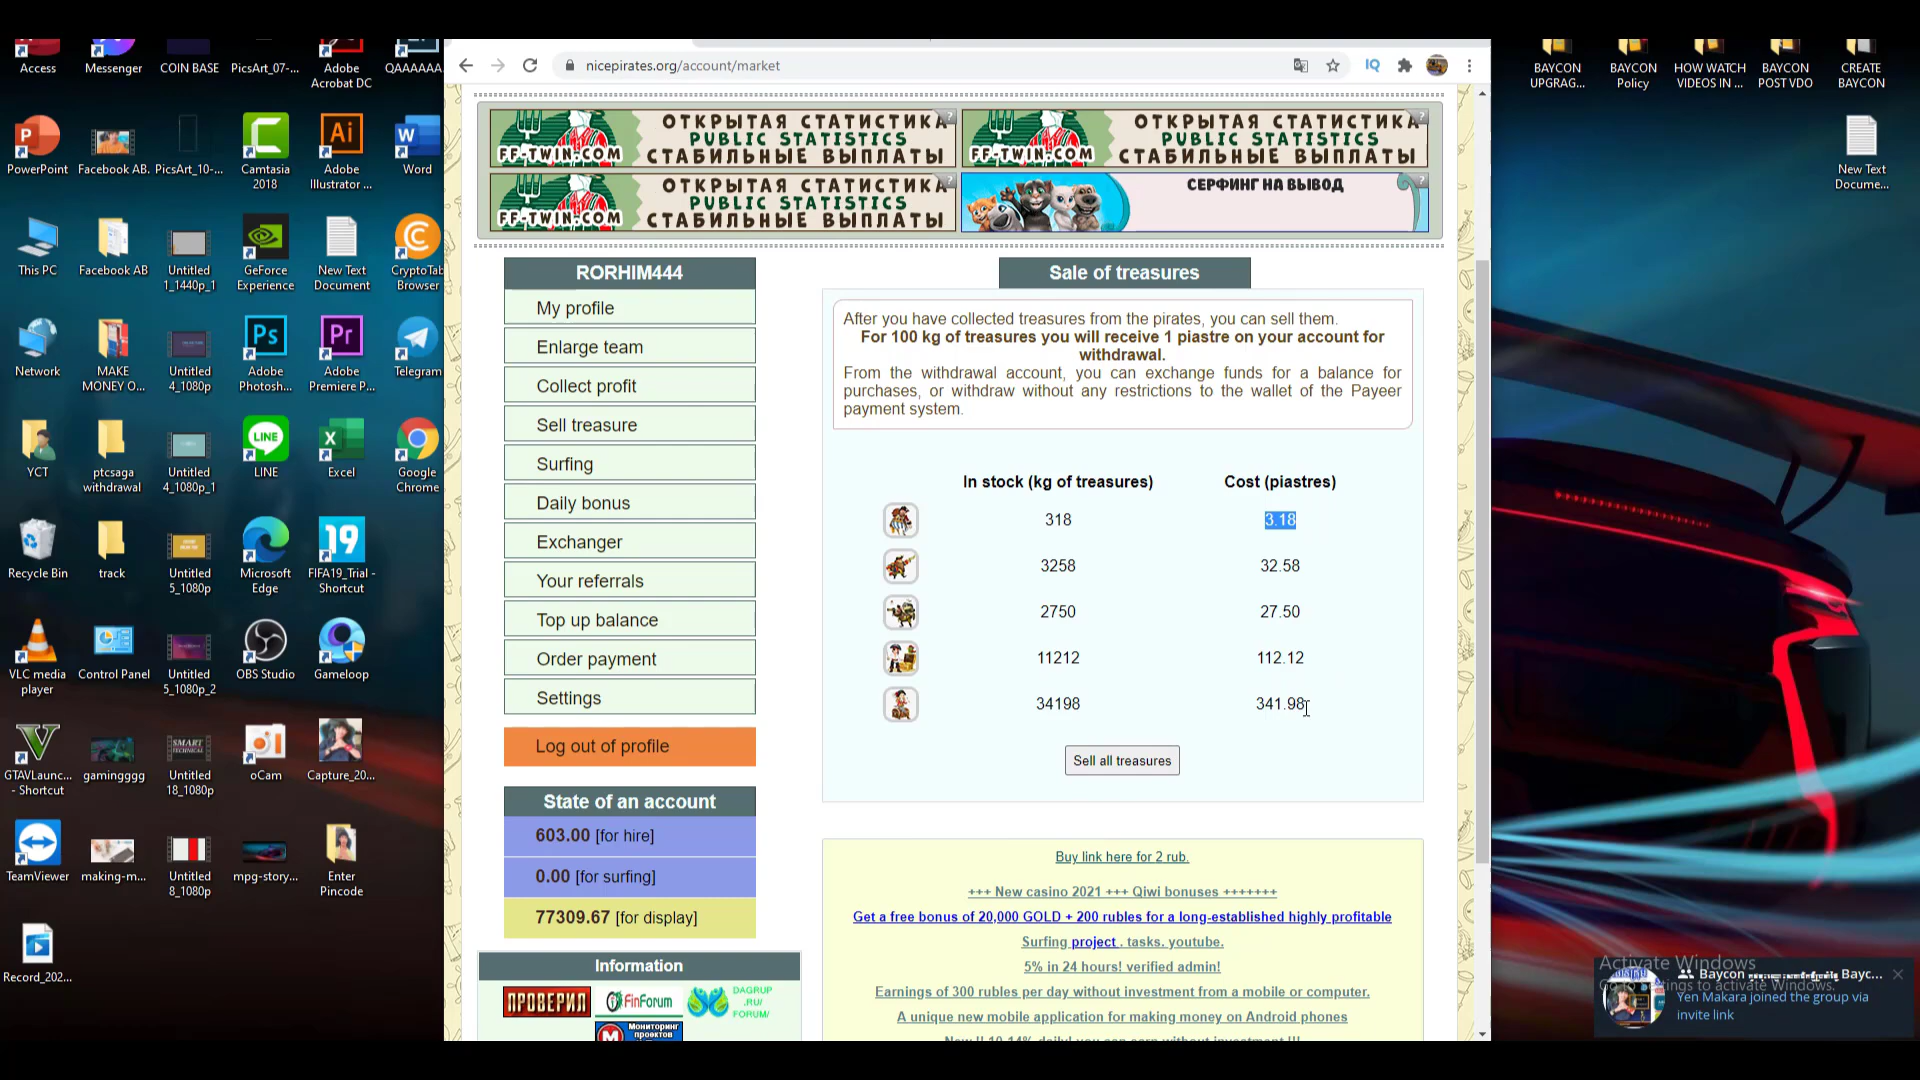 Access
Messenger
COIN BASE
PicsArt_07-...
Adobe
Acrobat DC
QAAAAAA
PowerPoint
Facebook AB.
PicsArt_10-...
Camtasia
2018
Adobe
Illustrator ...
Word
This PC
Facebook AB
Untitled
1_1440p_1
GeForce
Experience
New Text
Document
CryptoTab
Browser
Network
MAKE
MONEY O...
Untitled
4_1080p
Adobe
Photosh...
Adobe
Premiere P...
Telegram
YCT
ptcsaga
withdrawal
Untitled
4_1080p_1
LINE
Excel
Google
Chrome
Recycle Bin
track
Untitled
5_1080p
Microsoft
Edge
FIFA19_Trial -
Shortcut
VLC media
player
Control Panel
Untitled
5_1080p_2
OBS Studio
Gameloop
GTAVLaunc...
- Shortcut
gamingggg
Untitled
18_1080p
oCam
Capture_20...
TeamViewer
making-m...
Untitled
8_1080p
mpg-story...
Enter
Pincode
Record_202...
nicepirates.org/account/market
ОТКРЫТАЯ СТАТИСТИКА
PUBLIC STATISTICS
СТАБИЛЬНЫЕ ВЫПЛАТЫ
FF-TWIN.COM
ОТКРЫТАЯ СТАТИСТИКА
PUBLIC STATISTICS
СТАБИЛЬНЫЕ ВЫПЛАТЫ
FF-TWIN.COM
ОТКРЫТАЯ СТАТИСТИКА
PUBLIC STATISTICS
СТАБИЛЬНЫЕ ВЫПЛАТЫ
FF-TWIN.COM
СЕРФИНГ НА ВЫВОД
RORHIM444
My profile
Enlarge team
Collect profit
Sell treasure
Surfing
Daily bonus
Exchanger
Your referrals
Top up balance
Order payment
Settings
Log out of profile
State of an account
603.00 [for hire]
0.00 [for surfing]
77309.67 [for display]
Information
ПРОВЕРИЛ
FinForum
DAGRUP
.RU/
FORUM/
Мониторинг
проектов
Sale of treasures
After you have collected treasures from the pirates, you can sell them.
For 100 kg of treasures you will receive 1 piastre on your account for
withdrawal.
From the withdrawal account, you can exchange funds for a balance for
purchases, or withdraw without any restrictions to the wallet of the Payeer
payment system.
In stock (kg of treasures) Cost (piastres)
318 3.18
3258 32.58
2750 27.50
11212 112.12
34198 341.98
Sell all treasures
Buy link here for 2 rub.
+++ New casino 2021 +++ Qiwi bonuses +++++++
Get a free bonus of 20,000 GOLD + 200 rubles for a long-established highly profitable
Surfing project . tasks. youtube.
5% in 24 hours! verified admin!
Earnings of 300 rubles per day without investment from a mobile or computer.
A unique new mobile application for making money on Android phones
BAYCON
UPGRAG...
BAYCON
Policy
HOW WATCH
VIDEOS IN ...
BAYCON
POST VDO
CREATE
BAYCON
New Text
Docume...
Activate Windows
Go to Settings to activate Windows.
Baycon
Bayc...
Yen Makara joined the group via
invite link